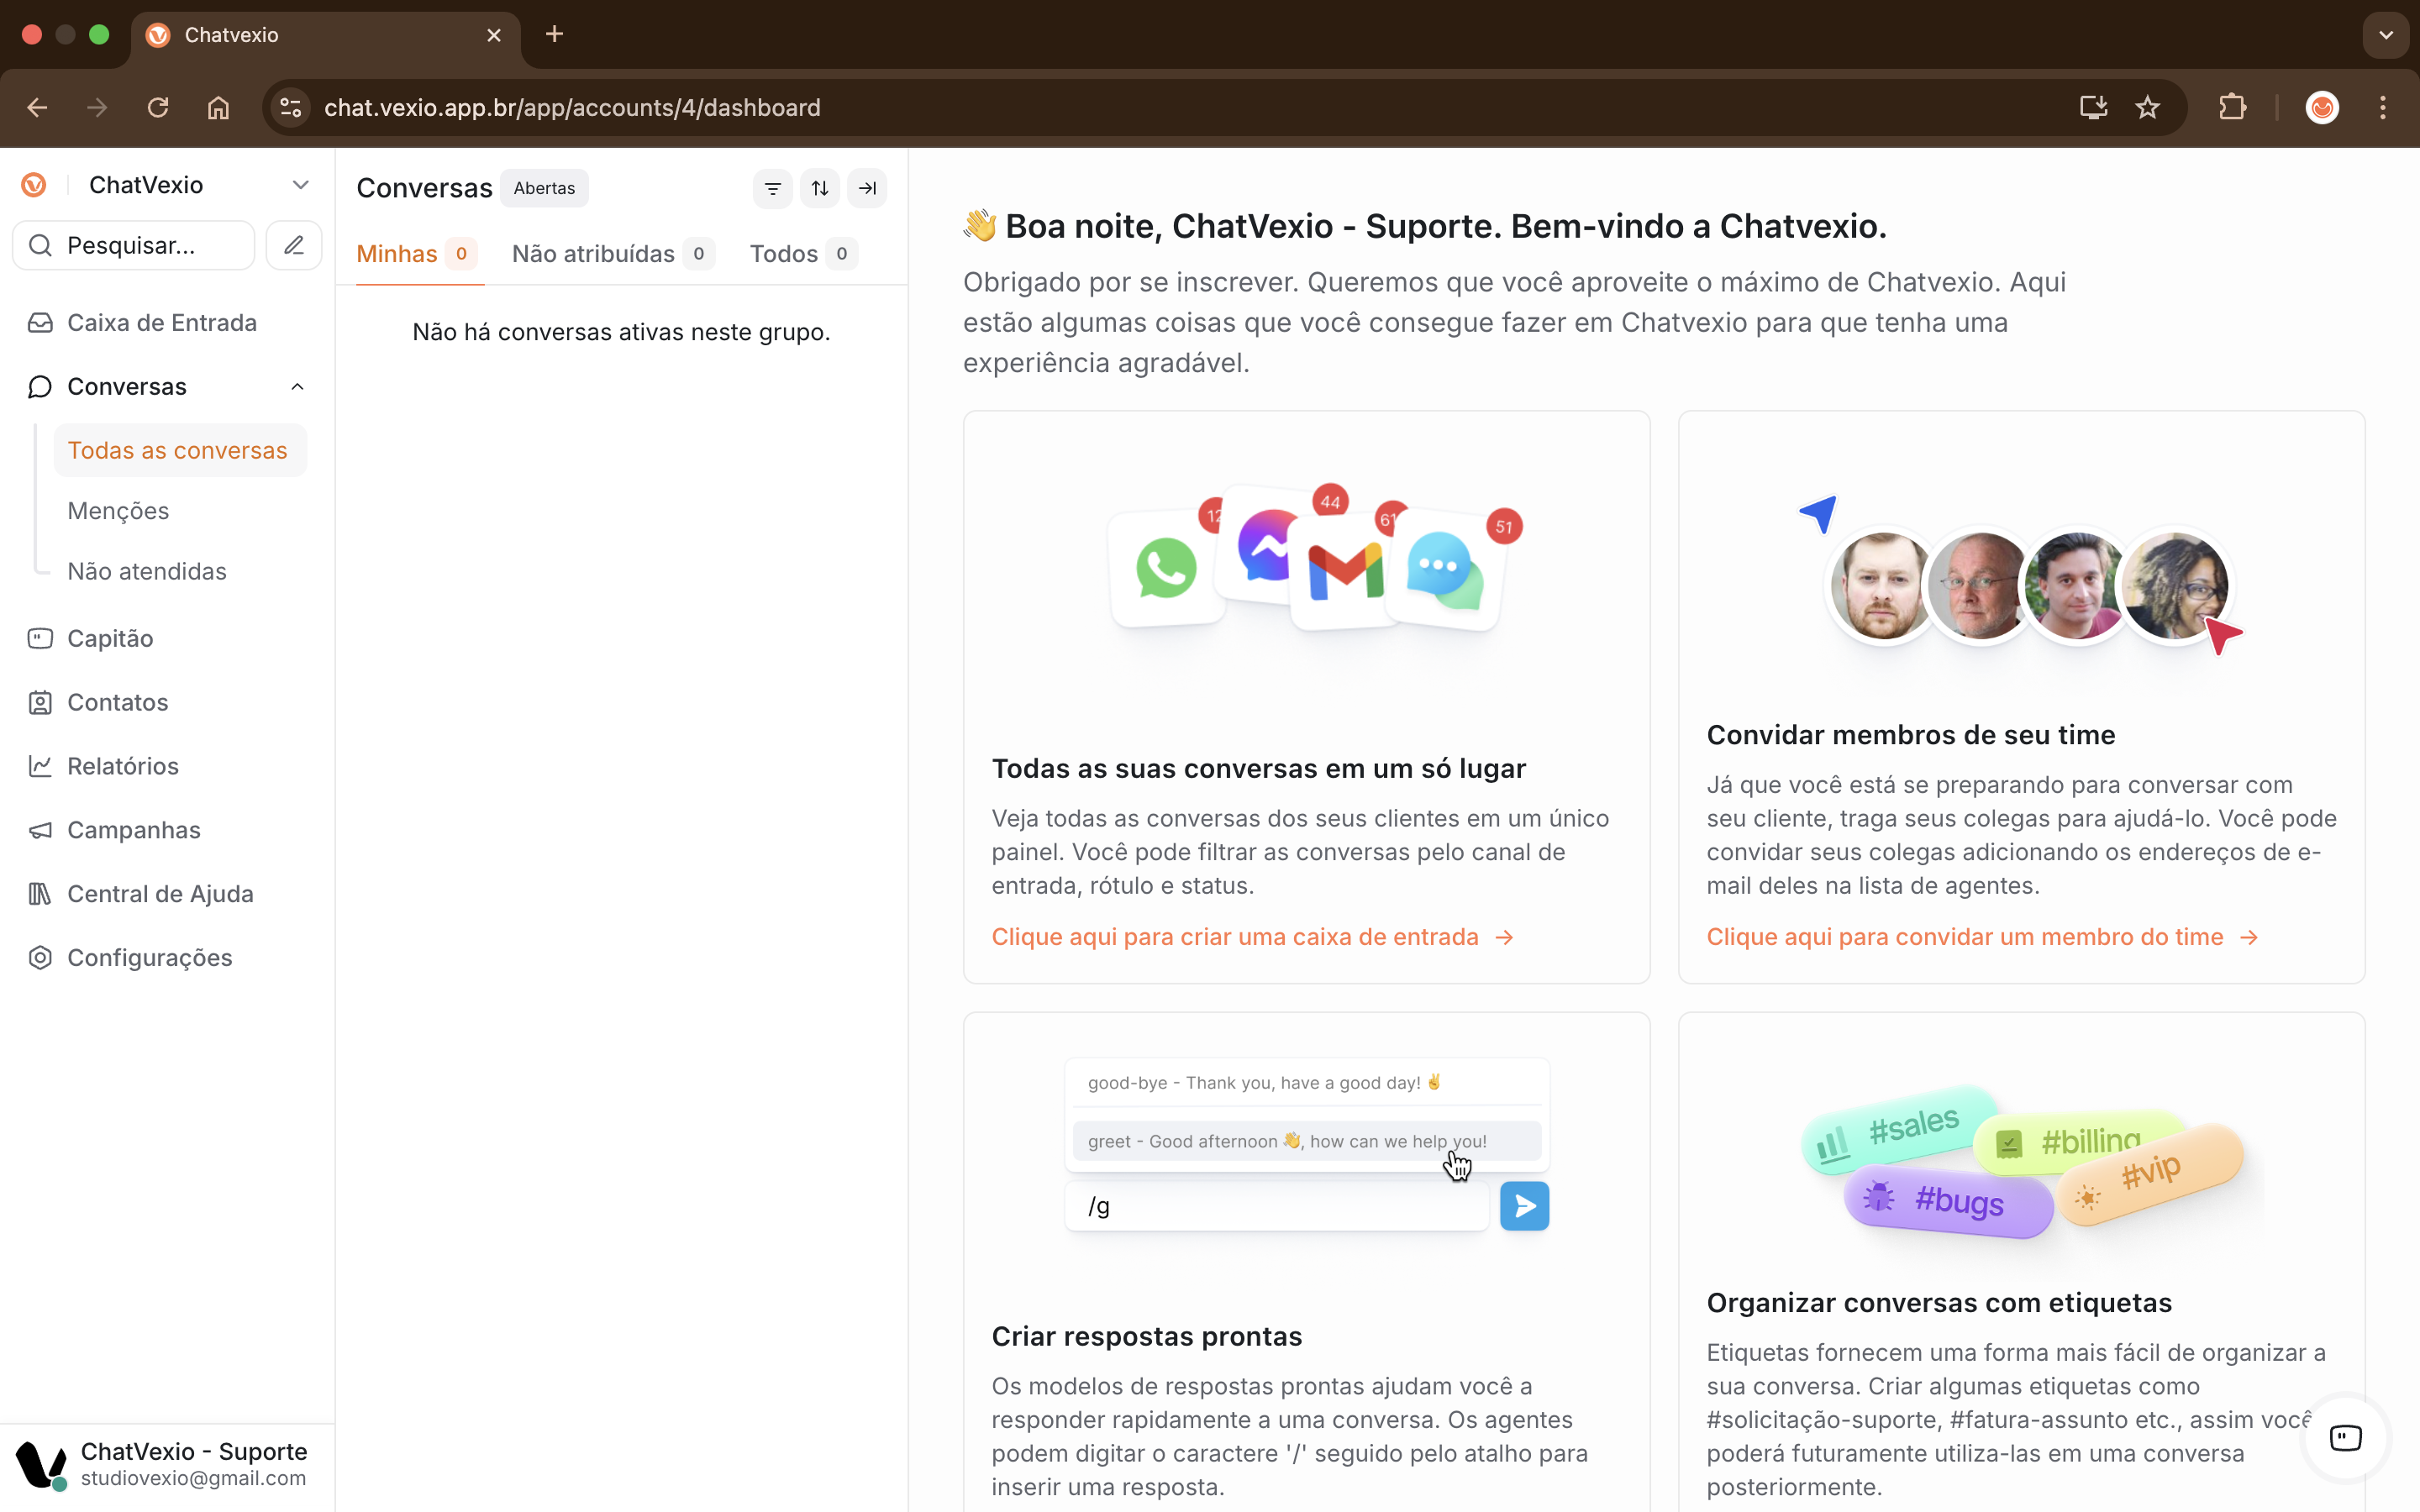 Chatvexio
chat.vexio.app.br/app/accounts/4/dashboard
ChatVexio
Pesquisar...
Caixa de Entrada
Conversas
Todas as conversas
Menções
Não atendidas
Capitão
Contatos
Relatórios
Campanhas
Central de Ajuda
Configurações
ChatVexio - Suporte
studiovexio@gmail.com
Conversas Abertas
Minhas 0 Não atribuídas 0 Todos 0
Não há conversas ativas neste grupo.
👋 Boa noite, ChatVexio - Suporte. Bem-vindo a Chatvexio.
Obrigado por se inscrever. Queremos que você aproveite o máximo de Chatvexio. Aqui
estão algumas coisas que você consegue fazer em Chatvexio para que tenha uma
experiência agradável.
12
44
61
51
Todas as suas conversas em um só lugar
Veja todas as conversas dos seus clientes em um único
painel. Você pode filtrar as conversas pelo canal de
entrada, rótulo e status.
Clique aqui para criar uma caixa de entrada →
Convidar membros de seu time
Já que você está se preparando para conversar com
seu cliente, traga seus colegas para ajudá-lo. Você pode
convidar seus colegas adicionando os endereços de e-
mail deles na lista de agentes.
Clique aqui para convidar um membro do time →
good-bye - Thank you, have a good day! ✌
greet - Good afternoon 👋, how can we help you!
/g
Criar respostas prontas
Os modelos de respostas prontas ajudam você a
responder rapidamente a uma conversa. Os agentes
podem digitar o caractere '/' seguido pelo atalho para
inserir uma resposta.
#sales
#billing
#vip
#bugs
Organizar conversas com etiquetas
Etiquetas fornecem uma forma mais fácil de organizar a
sua conversa. Criar algumas etiquetas como
#solicitação-suporte, #fatura-assunto etc., assim você
poderá futuramente utiliza-las em uma conversa
posteriormente.